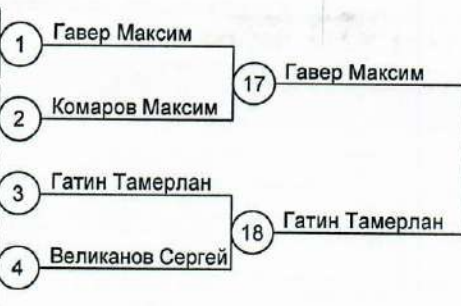 1 Гавер Максим
17 Гавер Максим
2 Комаров Максим
3 Гатин Тамерлан
18 Гатин Тамерлан
4 Великанов Сергей